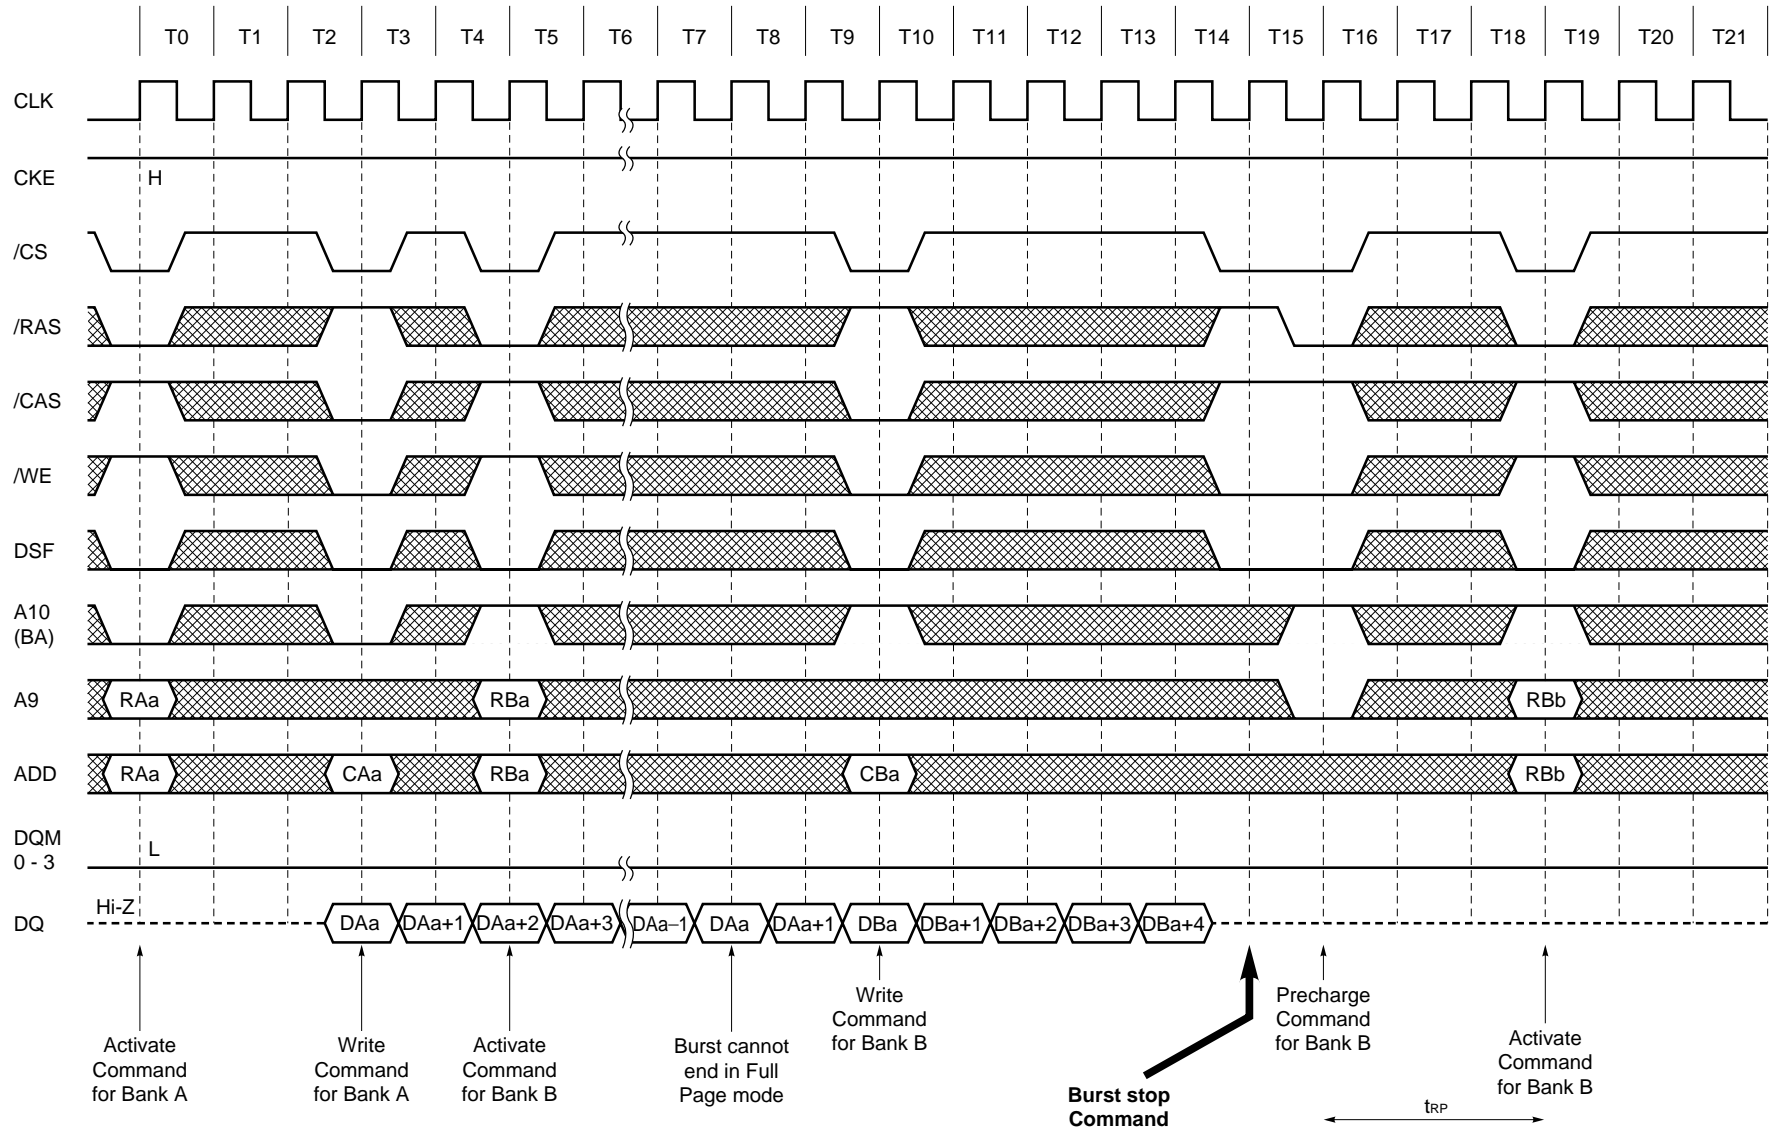 T0 T1 T2 T3 T4 T5 T6 T7 T8 T9 T10 T11 T12 T13 T14 T15 T16 T17 T18 T19 T20 T21
CLK
CKE
H
/CS
/RAS
/CAS
/WE
DSF
A10
(BA)
A9
RAa RBa RBb
ADD
RAa CAa RBa CBa RBb
DQM
0 - 3
L
DQ
Hi-Z
DAa DAa+1 DAa+2 DAa+3 DAa−1 DAa DAa+1 DBa DBa+1 DBa+2 DBa+3 DBa+4
Activate
Command
for Bank A
Write
Command
for Bank A
Activate
Command
for Bank B
Burst cannot
end in Full
Page mode
Write
Command
for Bank B
Burst stop
Command
Precharge
Command
for Bank B
Activate
Command
for Bank B
tRP